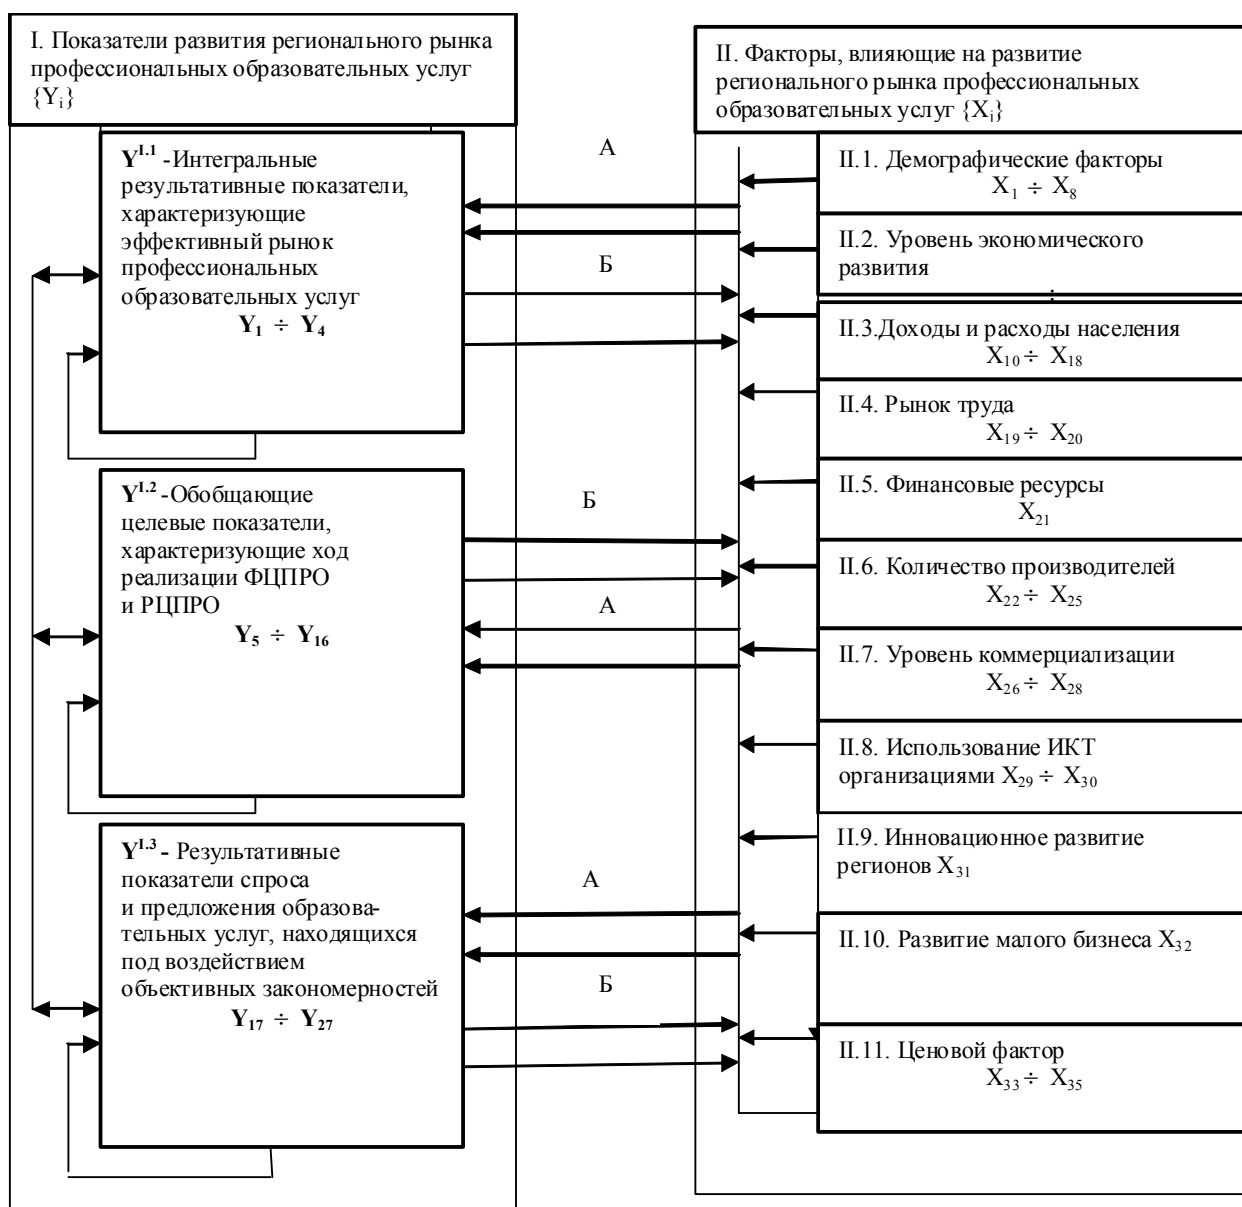 I. Показатели развития регионального рынка
профессиональных образовательных услуг
{Yᵢ}
Y^I.1 -Интегральные
результативные показатели,
характеризующие
эффективный рынок
профессиональных
образовательных услуг
Y₁ ÷ Y₄
Y^I.2 -Обобщающие
целевые показатели,
характеризующие ход
реализации ФЦПРО
и РЦПРО
Y₅ ÷ Y₁₆
Y^I.3 - Результативные
показатели спроса
и предложения образова-
тельных услуг, находящихся
под воздействием
объективных закономерностей
Y₁₇ ÷ Y₂₇
А
Б
Б
А
А
Б
II. Факторы, влияющие на развитие
регионального рынка профессиональных
образовательных услуг {Xⱼ}
II.1. Демографические факторы
X₁ ÷ X₈
II.2. Уровень экономического
развития
II.3.Доходы и расходы населения
X₁₀ ÷ X₁₈
II.4. Рынок труда
X₁₉ ÷ X₂₀
II.5. Финансовые ресурсы
X₂₁
II.6. Количество производителей
X₂₂ ÷ X₂₅
II.7. Уровень коммерциализации
X₂₆ ÷ X₂₈
II.8. Использование ИКТ
организациями X₂₉ ÷ X₃₀
II.9. Инновационное развитие
регионов X₃₁
II.10. Развитие малого бизнеса X₃₂
II.11. Ценовой фактор
X₃₃ ÷ X₃₅